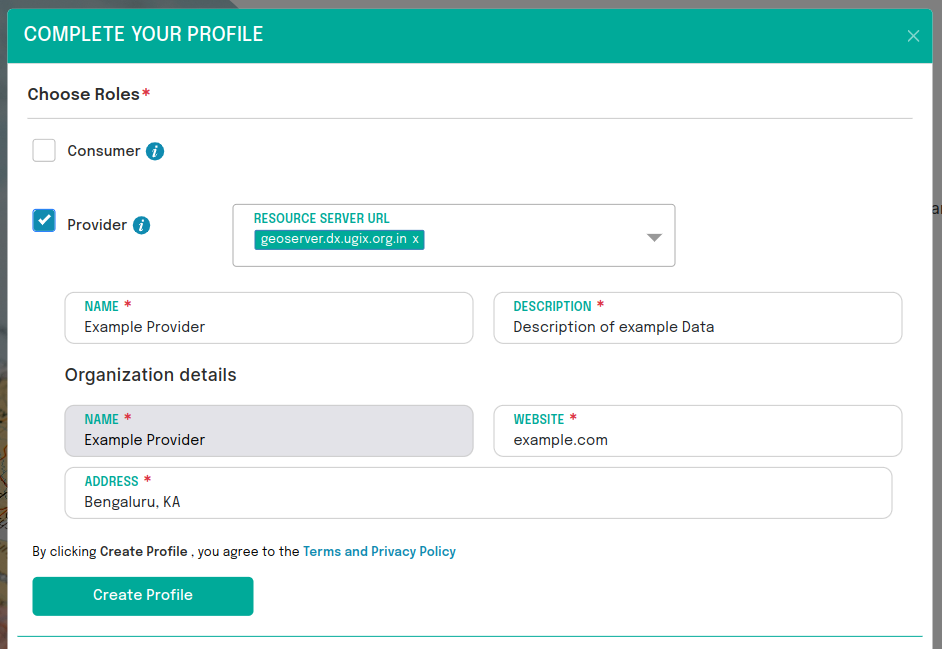 COMPLETE YOUR PROFILE
Choose Roles*
Consumer i
Provider i
RESOURCE SERVER URL
geoserver.dx.ugix.org.in x
NAME *
Example Provider
DESCRIPTION *
Description of example Data
Organization details
NAME *
Example Provider
WEBSITE *
example.com
ADDRESS *
Bengaluru, KA
By clicking Create Profile , you agree to the Terms and Privacy Policy
Create Profile